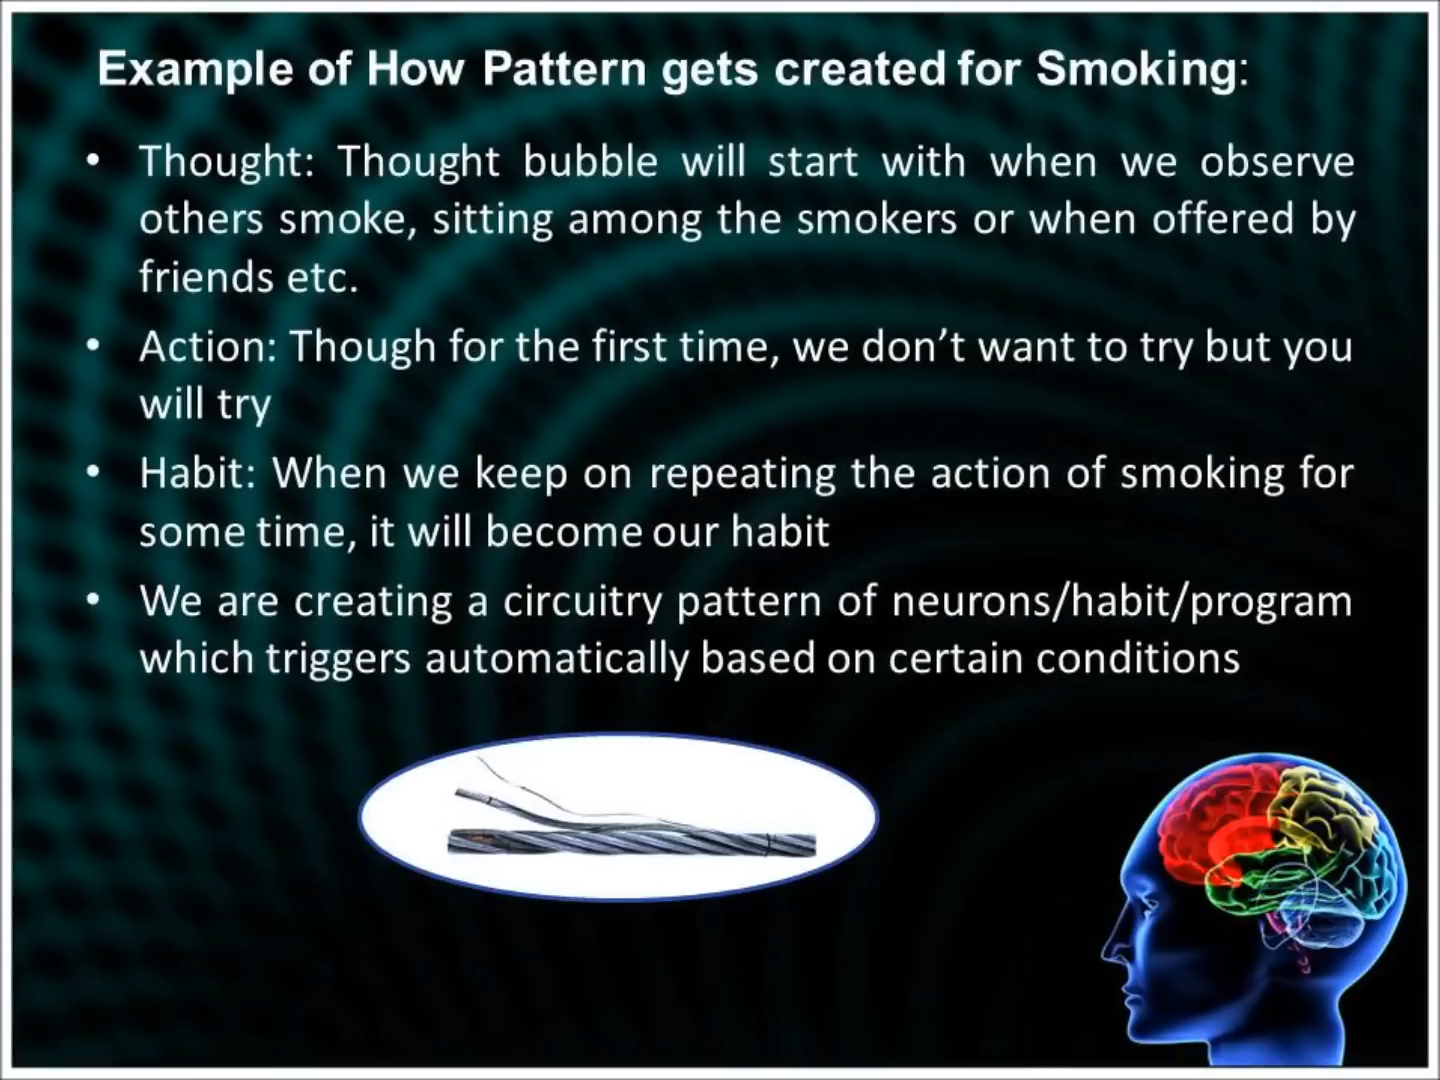 Example of How Pattern gets created for Smoking:
• Thought: Thought bubble will start with when we observe
others smoke, sitting among the smokers or when offered by
friends etc.
• Action: Though for the first time, we don’t want to try but you
will try
• Habit: When we keep on repeating the action of smoking for
some time, it will become our habit
• We are creating a circuitry pattern of neurons/habit/program
which triggers automatically based on certain conditions